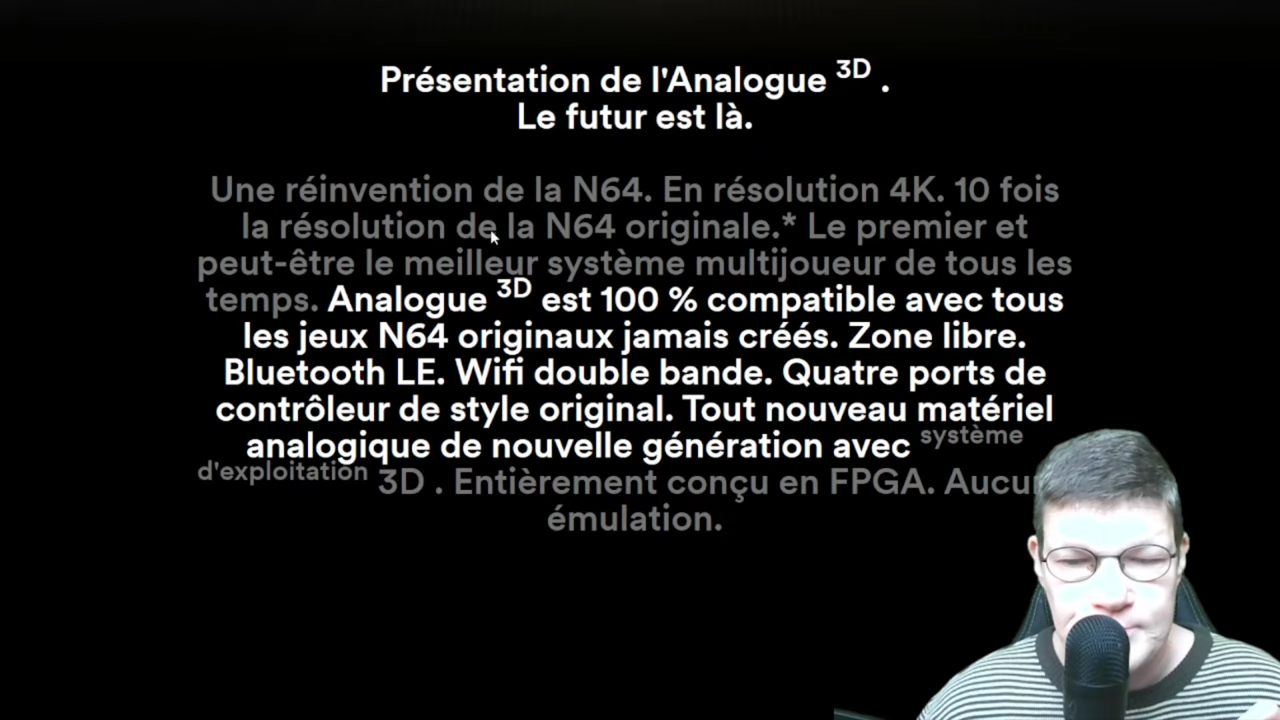 Présentation de l'Analogue 3D .
Le futur est là.
Une réinvention de la N64. En résolution 4K. 10 fois
la résolution de la N64 originale.* Le premier et
peut-être le meilleur système multijoueur de tous les
temps. Analogue 3D est 100 % compatible avec tous
les jeux N64 originaux jamais créés. Zone libre.
Bluetooth LE. Wifi double bande. Quatre ports de
contrôleur de style original. Tout nouveau matériel
analogique de nouvelle génération avec système
d'exploitation 3D . Entièrement conçu en FPGA.
émulation.